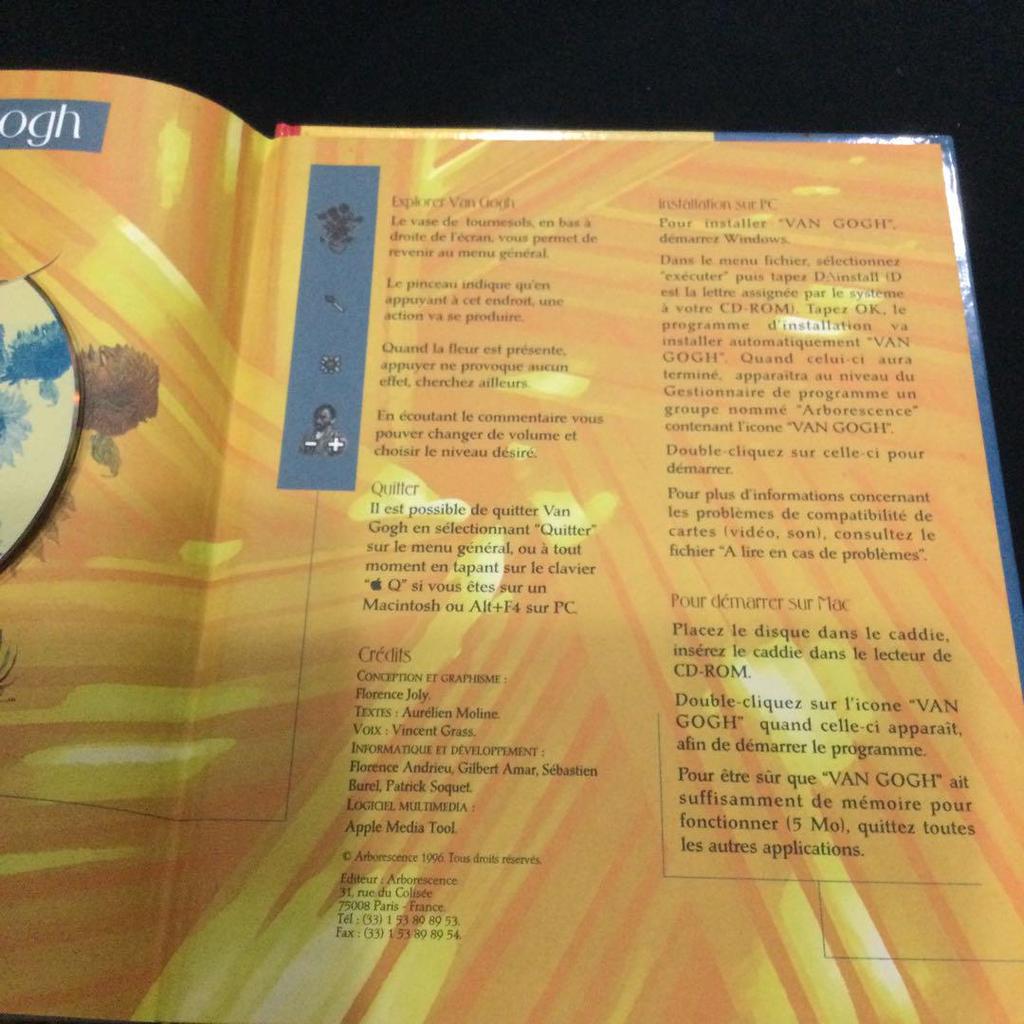 ogh
Explorer Van Gogh
Le vase de tournesols, en bas à
droite de l'écran, vous permet de
revenir au menu général.
Le pinceau indique qu'en
appuyant à cet endroit, une
action va se produire.
Quand la fleur est présente,
appuyer ne provoque aucun
effet, cherchez ailleurs.
En écoutant le commentaire vous
pouver changer de volume et
choisir le niveau désiré.
- +
Quitter
Il est possible de quitter Van
Gogh en sélectionnant "Quitter"
sur le menu général, ou à tout
moment en tapant sur le clavier
" Q" si vous êtes sur un
Macintosh ou Alt+F4 sur PC.
Crédits
CONCEPTION ET GRAPHISME :
Florence Joly.
TEXTES : Aurélien Moline.
VOIX : Vincent Grass.
INFORMATIQUE ET DÉVELOPPEMENT :
Florence Andrieu, Gilbert Amar, Sébastien
Burel, Patrick Soquet.
LOGICIEL MULTIMEDIA :
Apple Media Tool.
© Arborescence 1996. Tous droits réservés.
Editeur : Arborescence
31, rue du Colisée
75008 Paris - France.
Tél : (33) 1 53 89 89 53.
Fax : (33) 1 53 89 89 54.
Installation sur PC
Pour installer "VAN GOGH",
démarrez Windows.
Dans le menu fichier, sélectionnez
"exécuter" puis tapez D:\install (D
est la lettre assignée par le système
à votre CD-ROM). Tapez OK, le
programme d'installation va
installer automatiquement "VAN
GOGH". Quand celui-ci aura
terminé, apparaîtra au niveau du
Gestionnaire de programme un
groupe nommé "Arborescence"
contenant l'icone "VAN GOGH".
Double-cliquez sur celle-ci pour
démarrer.
Pour plus d'informations concernant
les problèmes de compatibilité de
cartes (vidéo, son), consultez le
fichier "A lire en cas de problèmes".
Pour démarrer sur Mac
Placez le disque dans le caddie,
insérez le caddie dans le lecteur de
CD-ROM.
Double-cliquez sur l'icone "VAN
GOGH" quand celle-ci apparaît,
afin de démarrer le programme.
Pour être sûr que "VAN GOGH" ait
suffisamment de mémoire pour
fonctionner (5 Mo), quittez toutes
les autres applications.